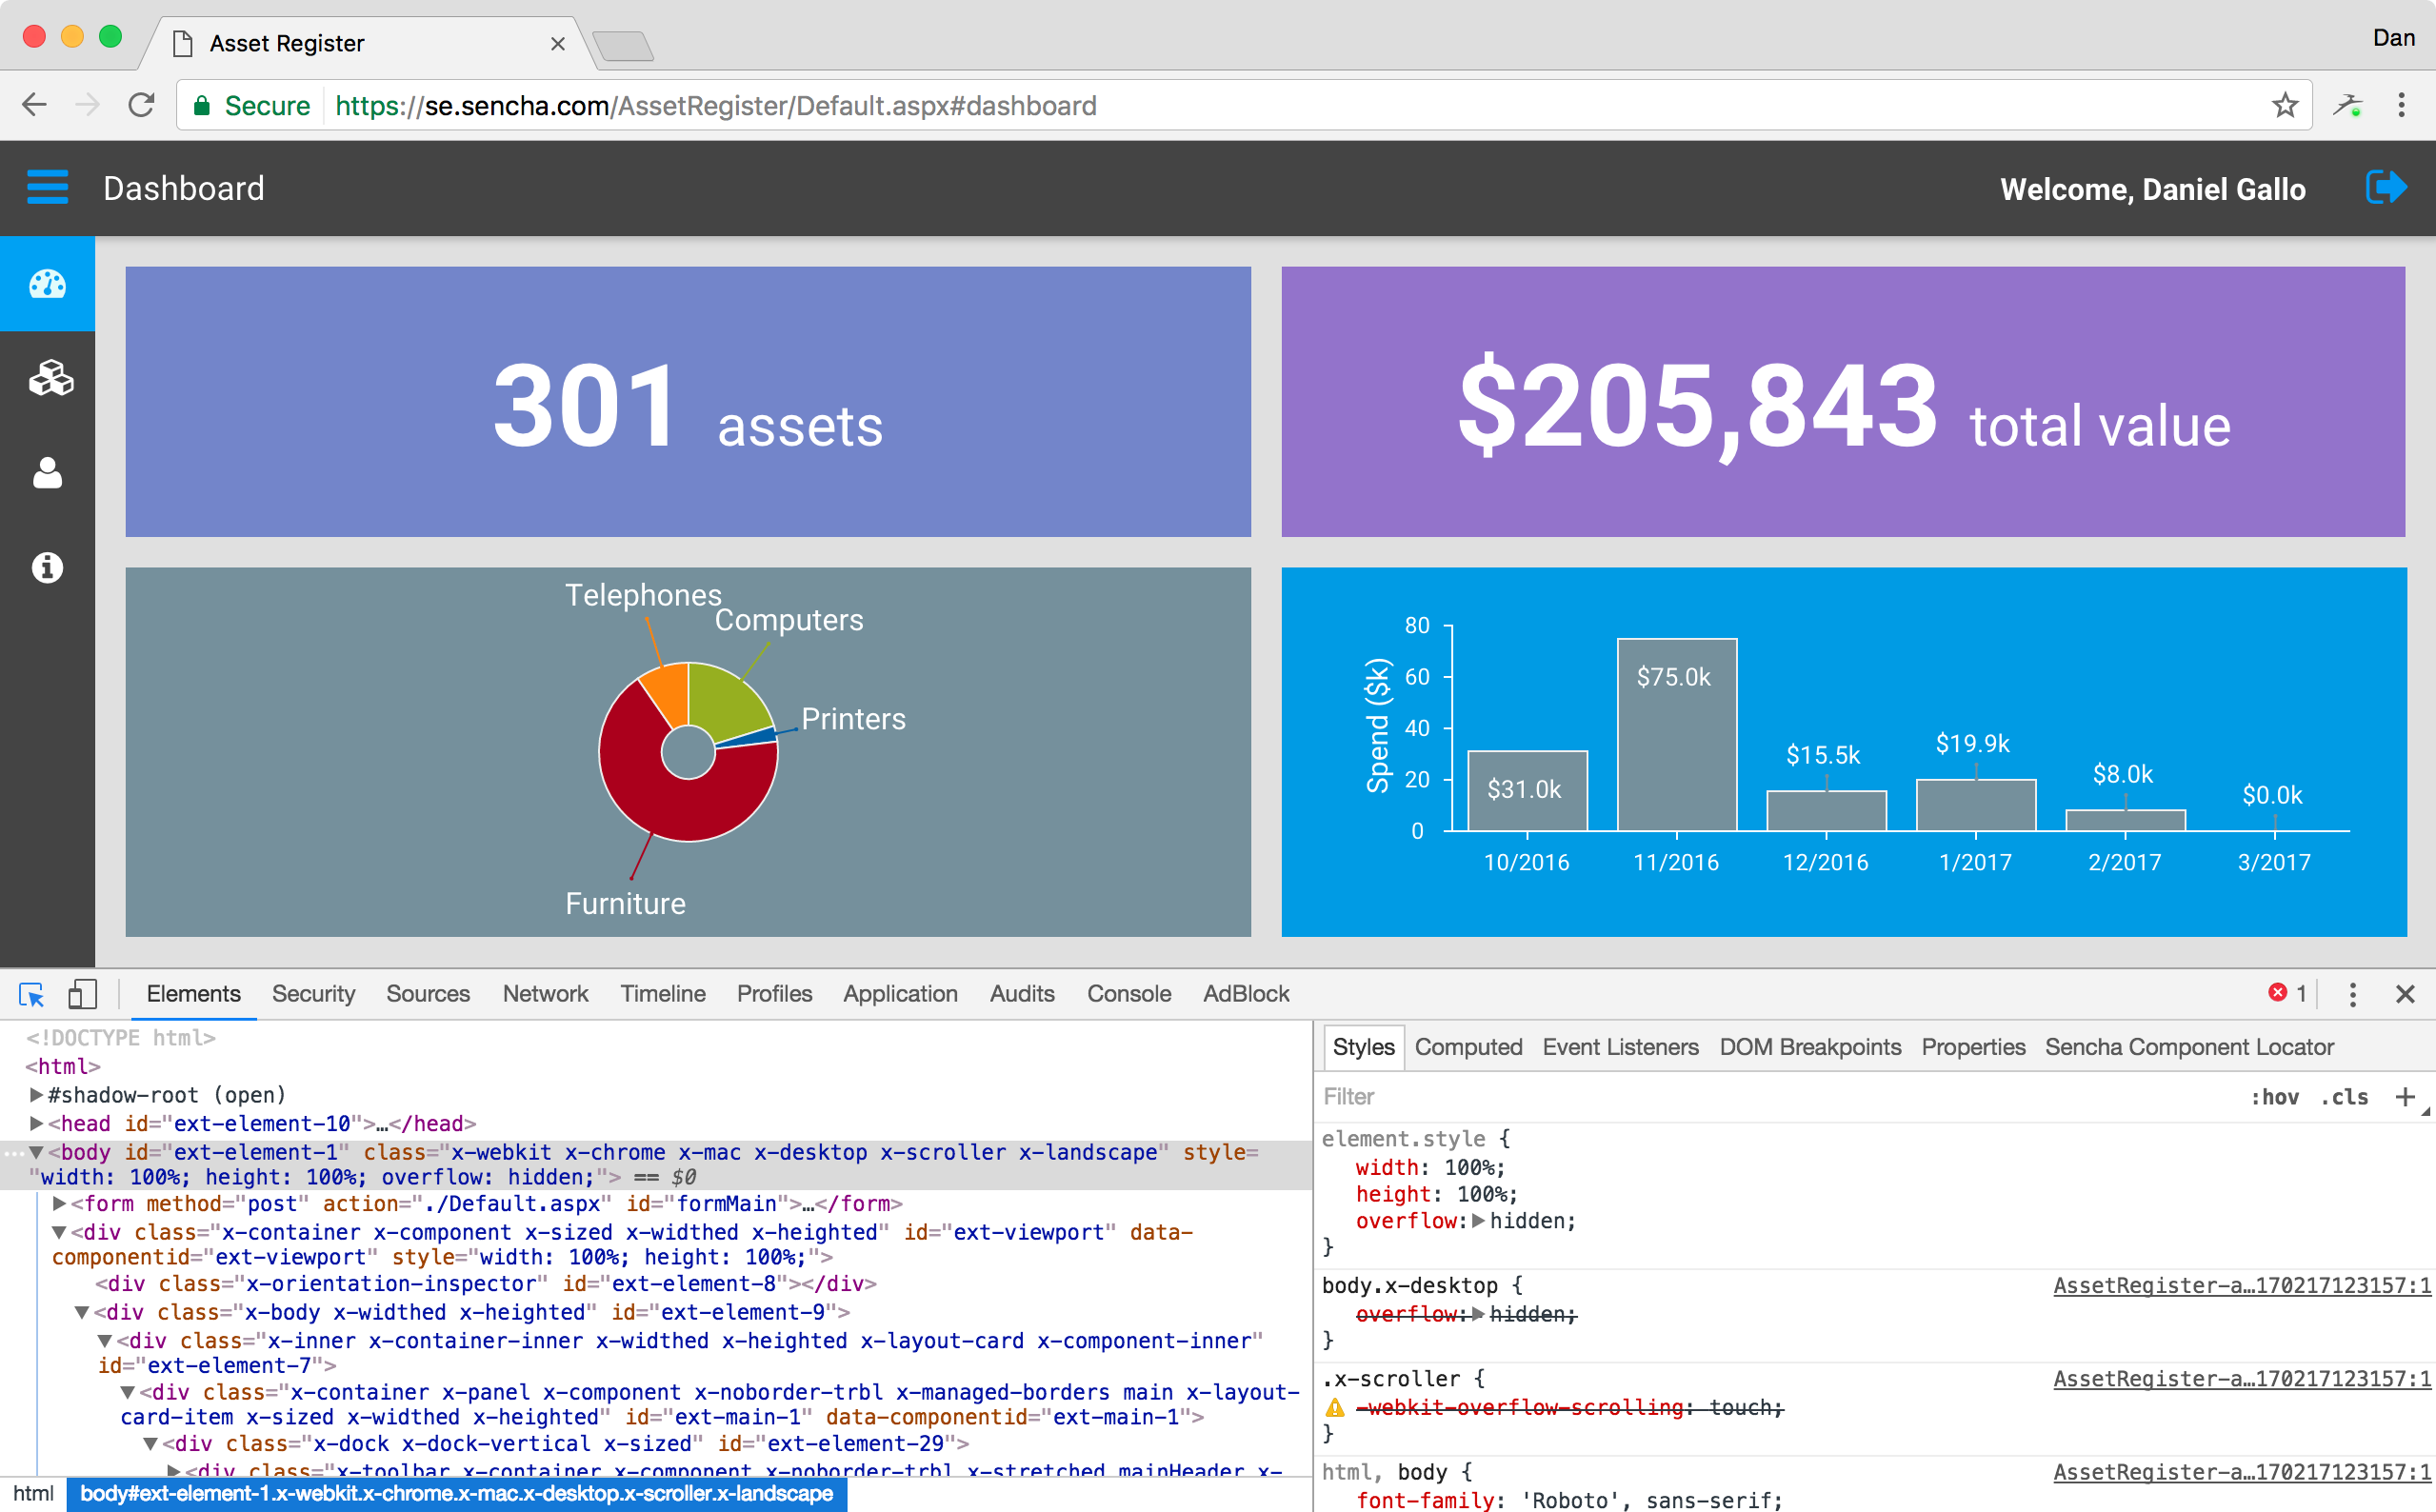 Asset Register
Dan
Secure
https://se.sencha.com/AssetRegister/Default.aspx#dashboard
Dashboard
Welcome, Daniel Gallo
301 assets
$205,843 total value
Telephones
Computers
Printers
Furniture
Spend ($k)
80
60
40
20
0
$31.0k
$75.0k
$15.5k
$19.9k
$8.0k
$0.0k
10/2016
11/2016
12/2016
1/2017
2/2017
3/2017
Elements Security Sources Network Timeline Profiles Application Audits Console AdBlock
1
<!DOCTYPE html>
<html>
#shadow-root (open)
<head id="ext-element-10">…</head>
<body id="ext-element-1" class="x-webkit x-chrome x-mac x-desktop x-scroller x-landscape" style=
"width: 100%; height: 100%; overflow: hidden;"> == $0
<form method="post" action="./Default.aspx" id="formMain">…</form>
<div class="x-container x-component x-sized x-widthed x-heighted" id="ext-viewport" data-
componentid="ext-viewport" style="width: 100%; height: 100%;">
<div class="x-orientation-inspector" id="ext-element-8"></div>
<div class="x-body x-widthed x-heighted" id="ext-element-9">
<div class="x-inner x-container-inner x-widthed x-heighted x-layout-card x-component-inner"
id="ext-element-7">
<div class="x-container x-panel x-component x-noborder-trbl x-managed-borders main x-layout-
card-item x-sized x-widthed x-heighted" id="ext-main-1" data-componentid="ext-main-1">
<div class="x-dock x-dock-vertical x-sized" id="ext-element-29">
<div class="x-toolbar x-container x-component x-noborder-trbl x-stretched mainHeader x-
html
body#ext-element-1.x-webkit.x-chrome.x-mac.x-desktop.x-scroller.x-landscape
Styles Computed Event Listeners DOM Breakpoints Properties Sencha Component Locator
Filter
:hov .cls +
element.style {
width: 100%;
height: 100%;
overflow: hidden;
}
body.x-desktop {
AssetRegister-a…170217123157:1
overflow: hidden;
}
.x-scroller {
AssetRegister-a…170217123157:1
-webkit-overflow-scrolling: touch;
}
html, body {
AssetRegister-a…170217123157:1
font-family: 'Roboto', sans-serif;